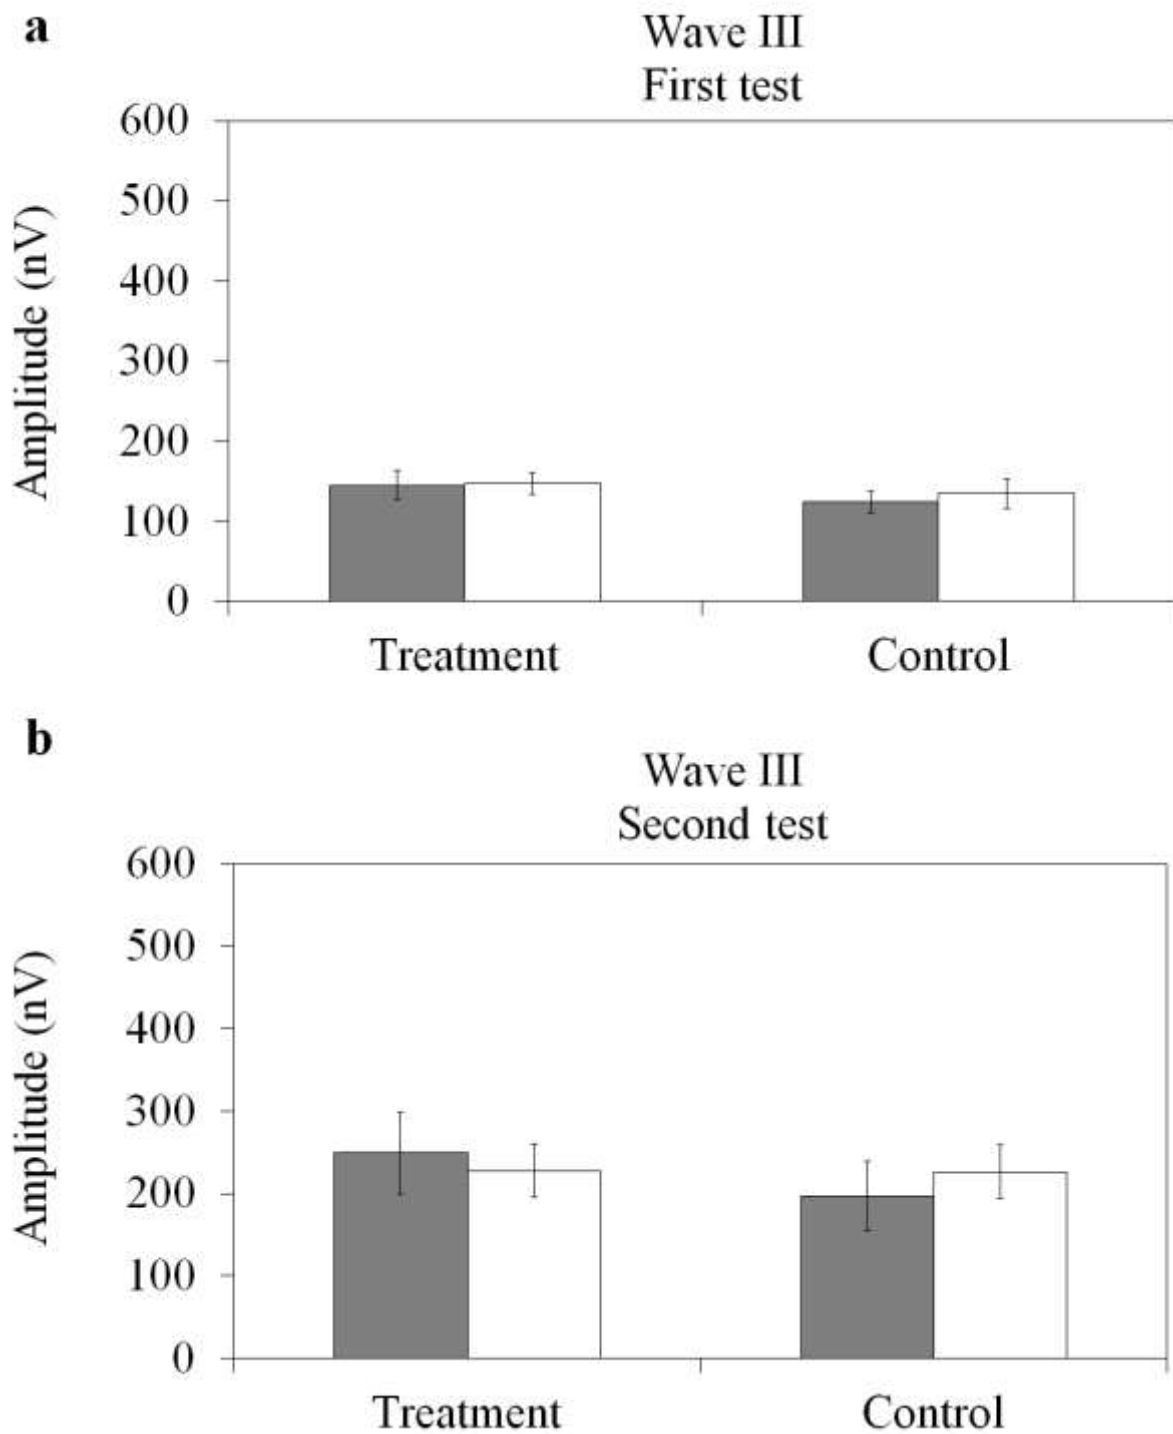 a
Wave III
First test
600
500
400
300
200
100
0
Amplitude (nV)
Treatment
Control
b
Wave III
Second test
600
500
400
300
200
100
0
Amplitude (nV)
Treatment
Control